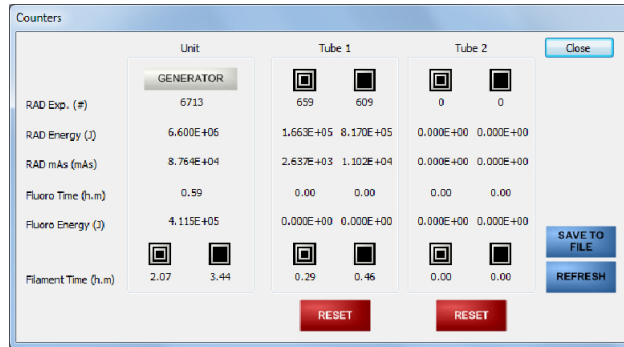 Counters
Unit Tube 1 Tube 2 Close
GENERATOR
RAD Exp. (#) 6713 659 609 0 0
RAD Energy (J) 6.600E+06 1.663E+05 8.170E+05 0.000E+00 0.000E+00
RAD mAs (mAs) 8.764E+04 2.637E+03 1.102E+04 0.000E+00 0.000E+00
Fluoro Time (h.m) 0.59 0.00 0.00 0.00 0.00
Fluoro Energy (J) 4.115E+05 0.000E+00 0.000E+00 0.000E+00 0.000E+00
SAVE TO
FILE
Filament Time (h.m) 2.07 3.44 0.29 0.46 0.00 0.00 REFRESH
RESET RESET